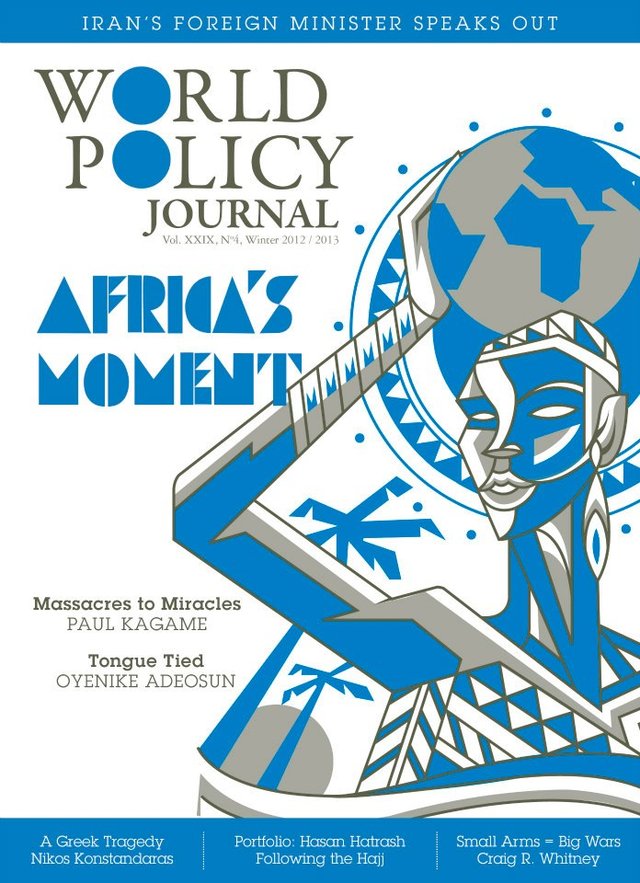 IRAN'S FOREIGN MINISTER SPEAKS OUT
WORLD
POLICY
JOURNAL
Vol. XXIX, Nº4, Winter 2012 / 2013
AFRICA'S
MOMENT
Massacres to Miracles
PAUL KAGAME
Tongue Tied
OYENIKE ADEOSUN
A Greek Tragedy
Nikos Konstandaras
Portfolio: Hasan Hatrash
Following the Hajj
Small Arms = Big Wars
Craig R. Whitney